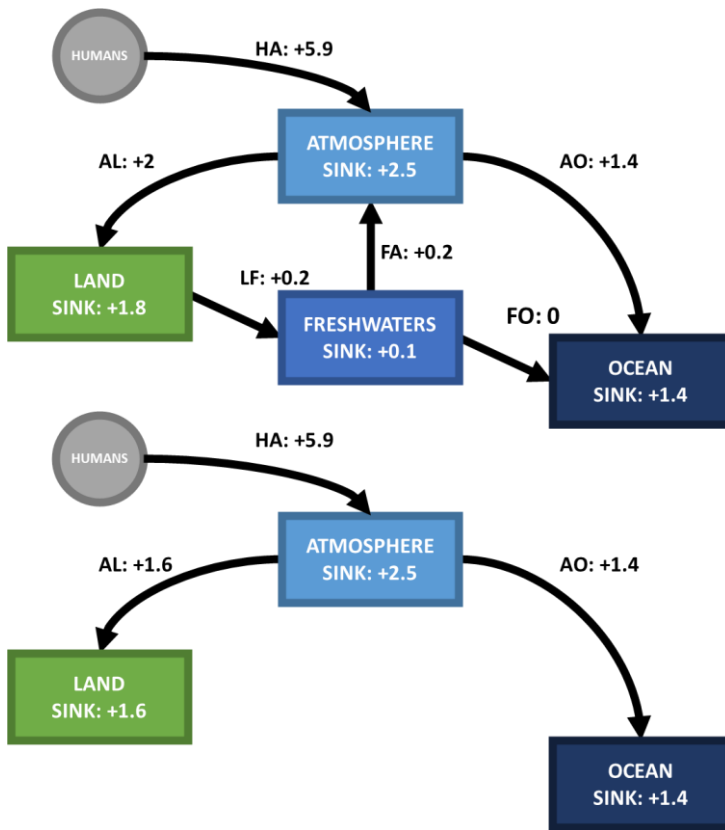 HUMANS
HA: +5.9
ATMOSPHERE
SINK: +2.5
AL: +2
AO: +1.4
FA: +0.2
LAND
SINK: +1.8
LF: +0.2
FRESHWATERS
SINK: +0.1
FO: 0
OCEAN
SINK: +1.4
HUMANS
HA: +5.9
ATMOSPHERE
SINK: +2.5
AL: +1.6
AO: +1.4
LAND
SINK: +1.6
OCEAN
SINK: +1.4